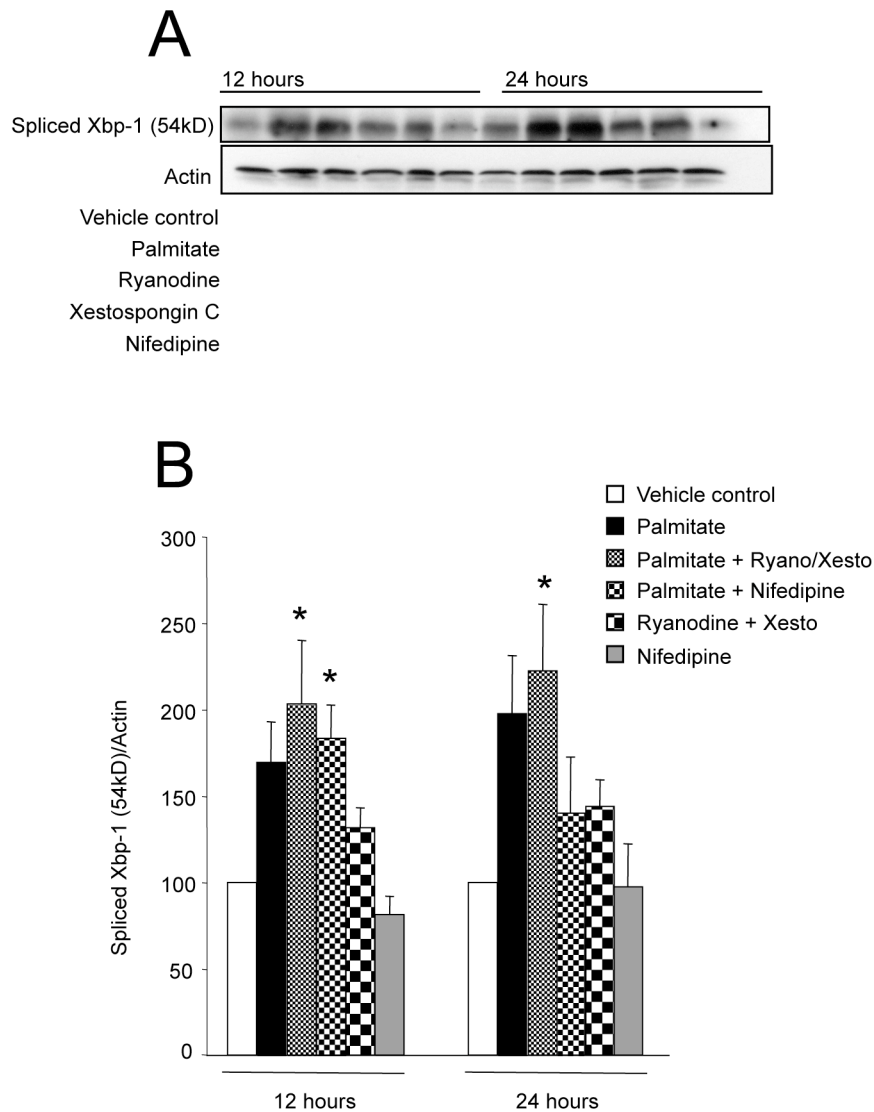 A
12 hours 24 hours
Spliced Xbp-1 (54kD)
Actin
Vehicle control
Palmitate
Ryanodine
Xestospongin C
Nifedipine
B
Vehicle control
Palmitate
Palmitate + Ryano/Xesto
Palmitate + Nifedipine
Ryanodine + Xesto
Nifedipine
Spliced Xbp-1 (54kD)/Actin
300
250
200
150
100
50
0
*
*
*
12 hours 24 hours